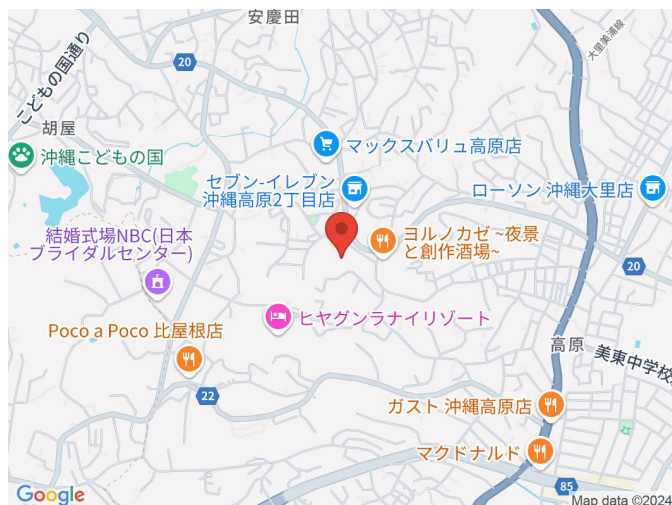 安慶田
こどもの国通り
20
大里美浦線
胡屋
マックスバリュ高原店
沖縄こどもの国
セブン-イレブン
沖縄高原2丁目店
ローソン 沖縄大里店
ヨルノカゼ ~夜景
と創作酒場~
結婚式場NBC(日本
ブライダルセンター)
20
ヒヤグンラナイリゾート
Poco a Poco 比屋根店
高原
美東中学校
22
ガスト 沖縄高原店
マクドナルド
85
Google
Map data ©2024